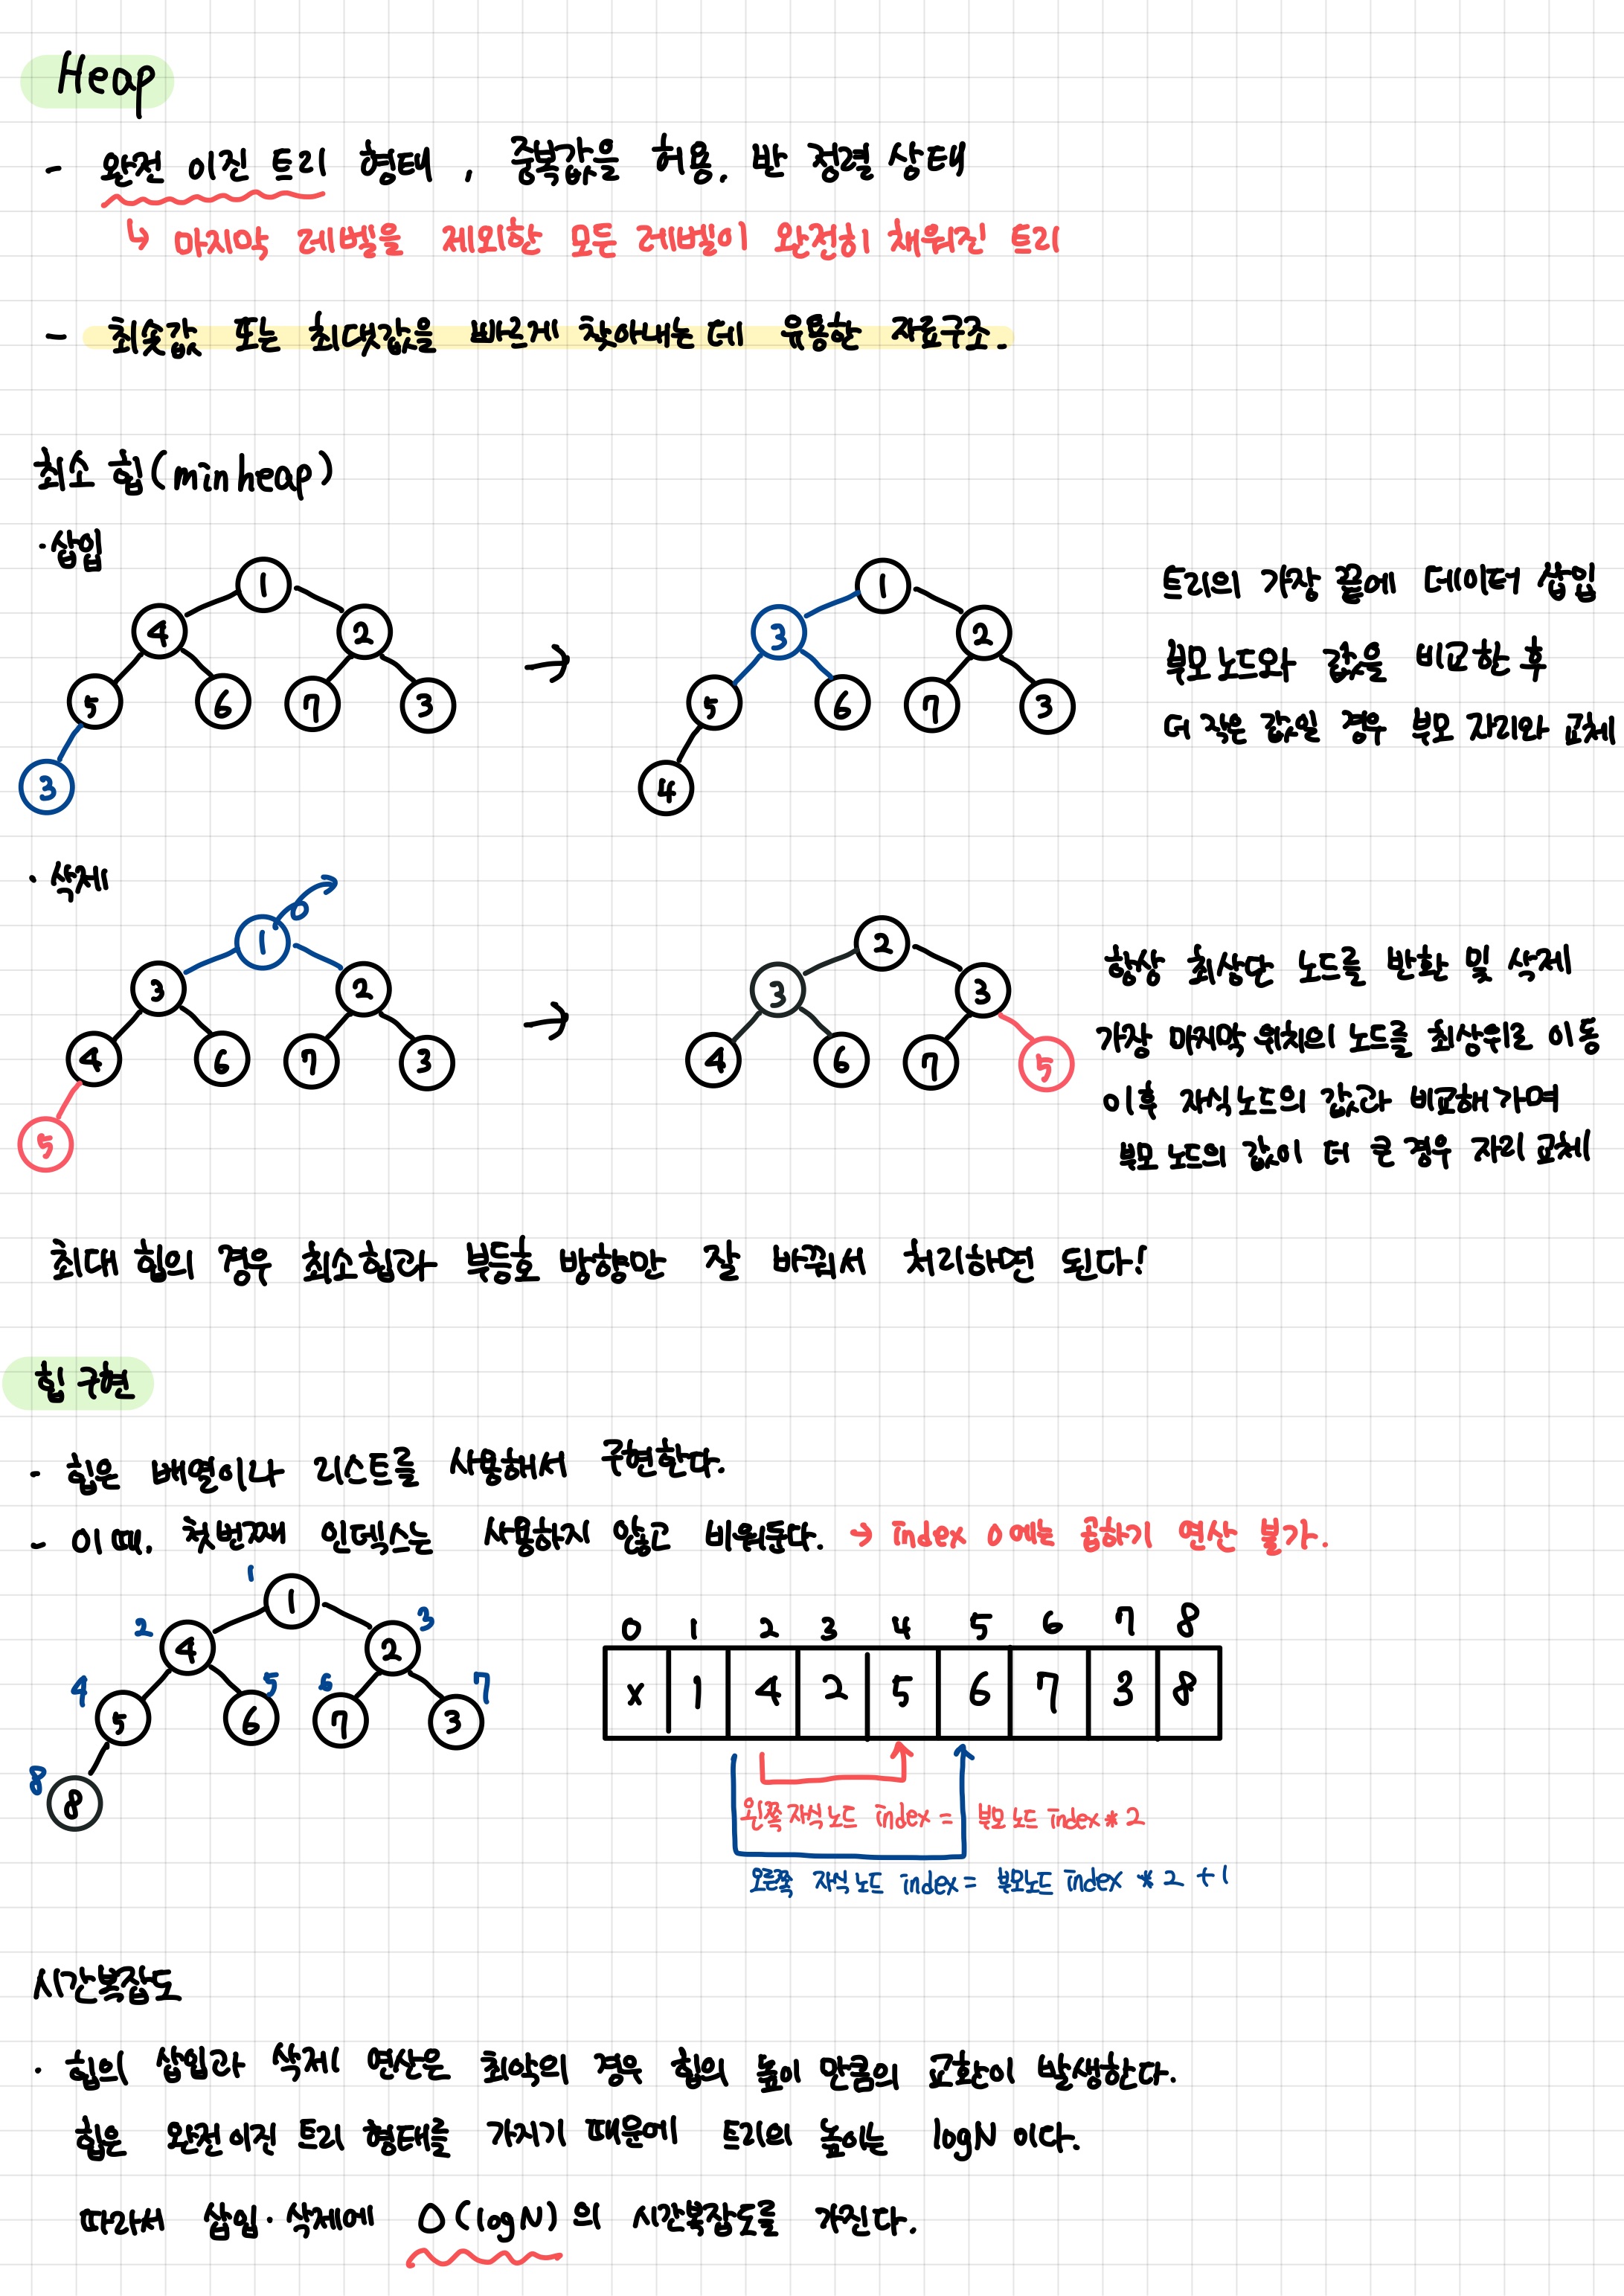 Heap
- 완전 이진 트리 형태 , 중복값을 허용. 반 정렬 상태
↳ 마지막 레벨을 제외한 모든 레벨이 완전히 채워진 트리
- 최솟값 또는 최댓값을 빠르게 찾아내는데 유용한 자료구조.
최소 힙(min heap)
·삽입
1
4 2
5 6 7 3
3
→
1
3 2
5 6 7 3
4
트리의 가장 끝에 데이터 삽입
부모노드와 값을 비교한 후
더 작은 값일 경우 부모 자리와 교체
· 삭제
1
3 2
4 6 7 3
5
→
2
3 3
4 6 7 5
항상 최상단 노드를 반환 및 삭제
가장 마지막 위치의 노드를 최상위로 이동
이후 자식노드의 값과 비교해가며
부모 노드의 값이 더 큰 경우 자리 교체
최대 힙의 경우 최소힙과 부등호 방향만 잘 바꿔서 처리하면 된다!
힙 구현
- 힙은 배열이나 리스트를 사용해서 구현한다.
- 이때, 첫번째 인덱스는 사용하지 않고 비워둔다. → index 0에는 곱하기 연산 불가.
1 1
2 4 2 3
4 5 6 5 6 7 3 7
8 8
0 1 2 3 4 5 6 7 8
x 1 4 2 5 6 7 3 8
왼쪽 자식노드 index = 부모노드 index * 2
오른쪽 자식노드 index = 부모노드 index * 2 + 1
시간복잡도
· 힙의 삽입과 삭제 연산은 최악의 경우 힙의 높이 만큼의 교환이 발생한다.
힙은 완전이진 트리 형태를 가지기 때문에 트리의 높이는 logN 이다.
따라서 삽입·삭제에 O(logN)의 시간복잡도를 가진다.